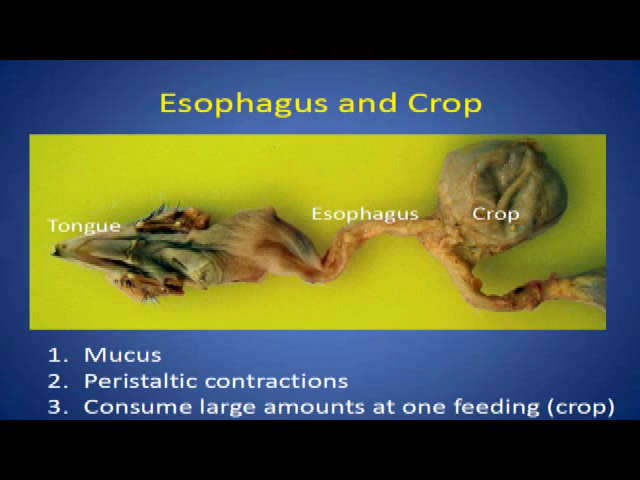 Esophagus and Crop
Esophagus Crop
Tongue
1. Mucus
2. Peristaltic contractions
3. Consume large amounts at one feeding (crop)